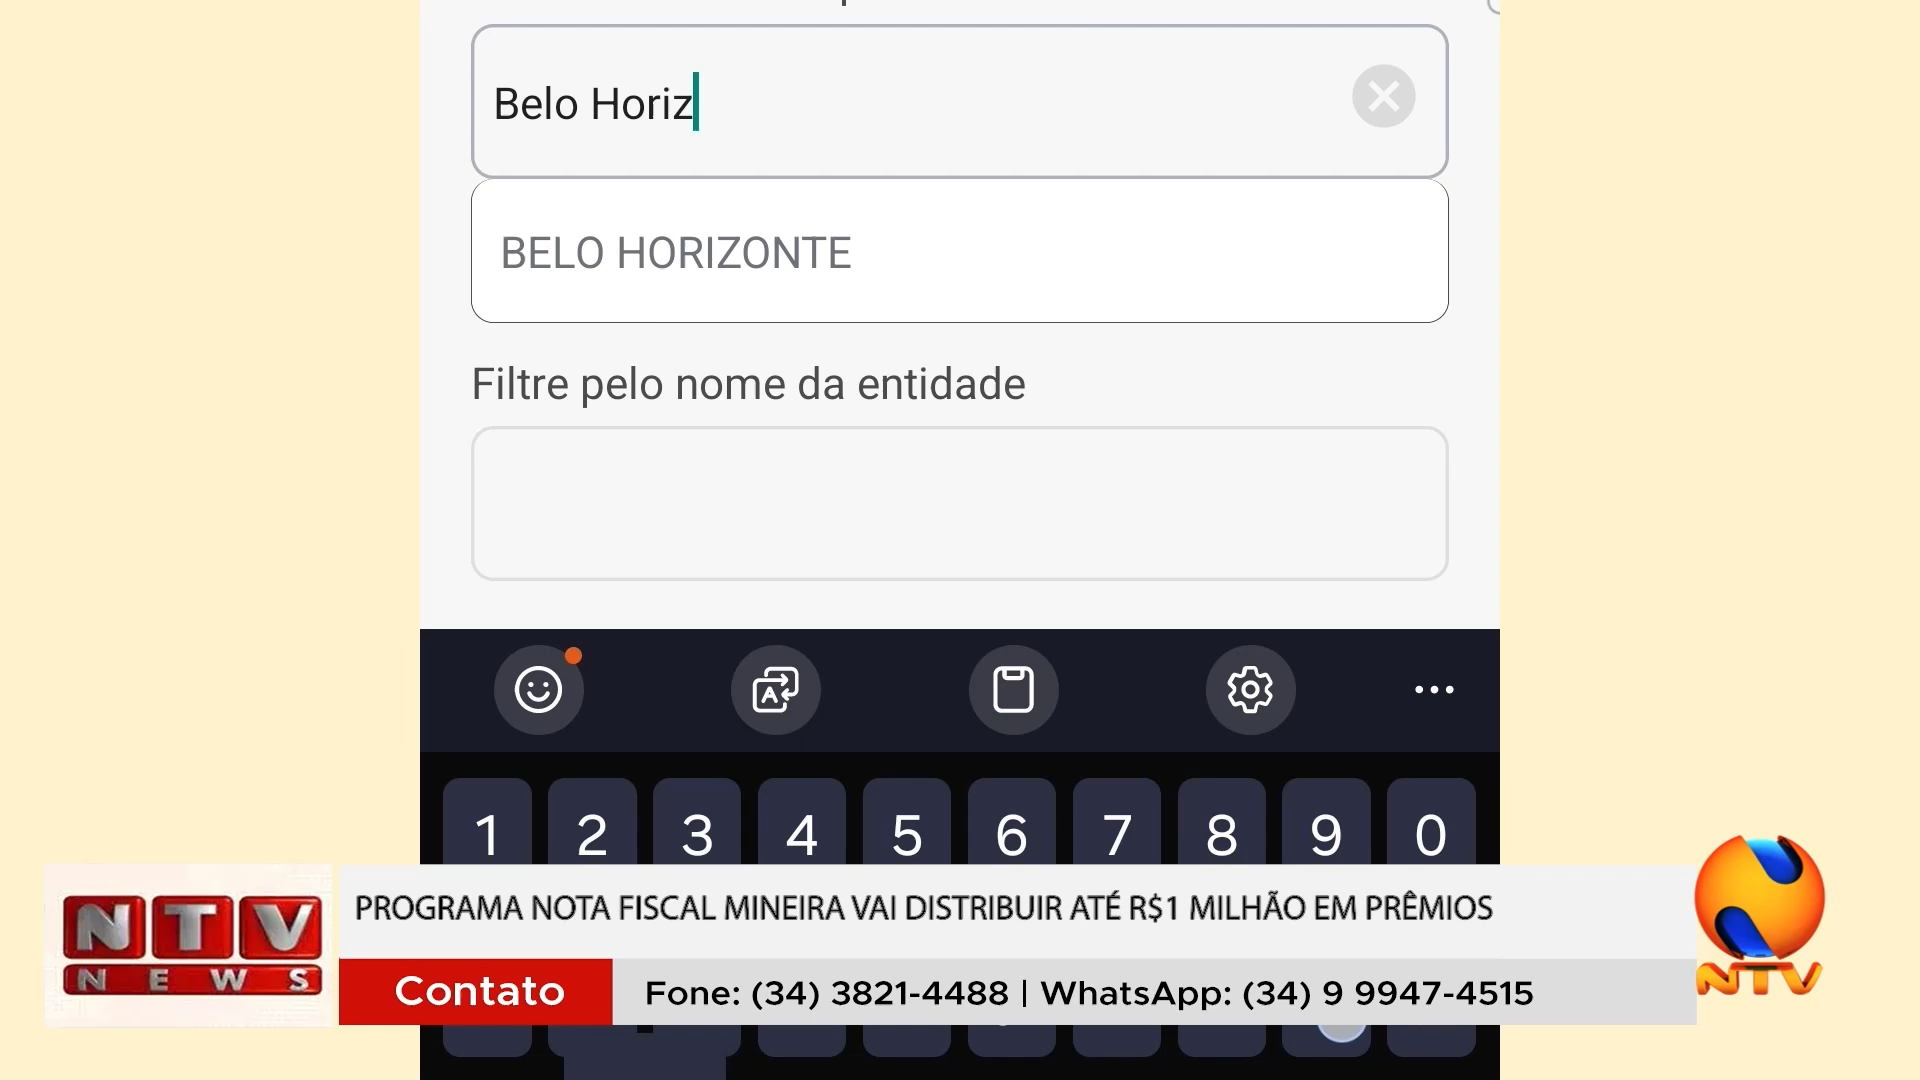 Belo Horiz
BELO HORIZONTE
Filtre pelo nome da entidade
A
1 2 3 4 5 6 7 8 9 0
NTV
NEWS
PROGRAMA NOTA FISCAL MINEIRA VAI DISTRIBUIR ATÉ R$1 MILHÃO EM PRÊMIOS
Contato
Fone: (34) 3821-4488 | WhatsApp: (34) 9 9947-4515
NTV